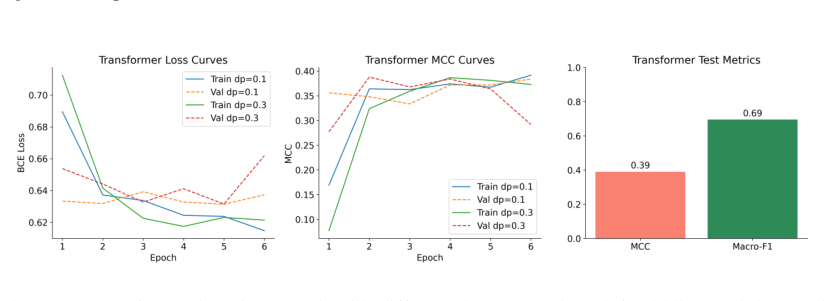 Transformer Loss Curves
BCE Loss
0.70
0.68
0.66
0.64
0.62
1 2 3 4 5 6
Epoch
Train dp=0.1
Val dp=0.1
Train dp=0.3
Val dp=0.3
Transformer MCC Curves
MCC
0.40
0.35
0.30
0.25
0.20
0.15
0.10
1 2 3 4 5 6
Epoch
Train dp=0.1
Val dp=0.1
Train dp=0.3
Val dp=0.3
Transformer Test Metrics
1.0
0.8
0.6
0.4
0.2
0.0
0.39
0.69
MCC Macro-F1